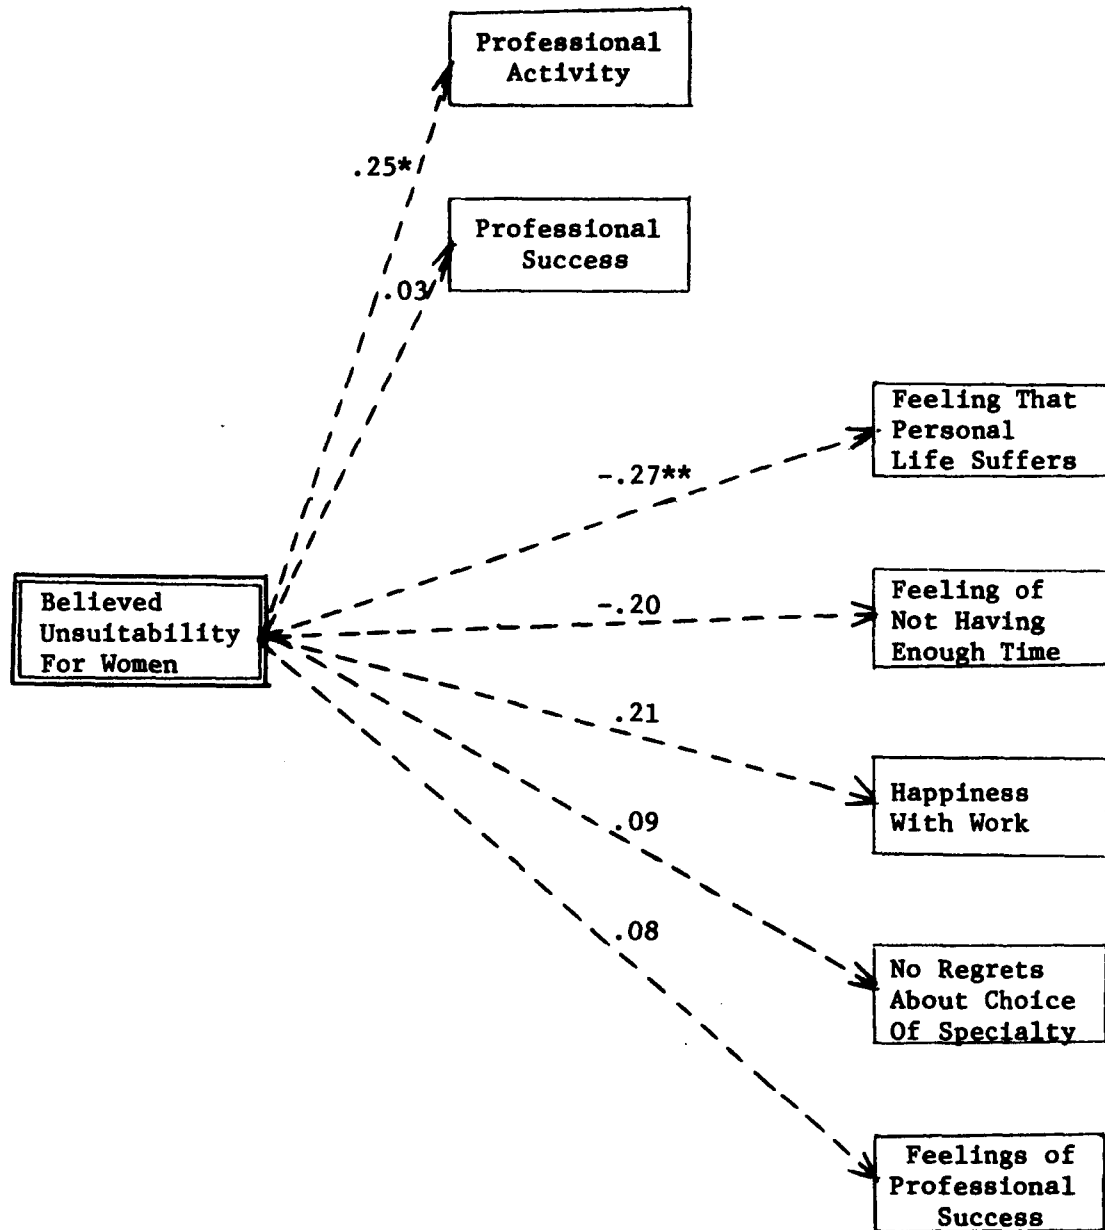 Professional
Activity
.25*
Professional
Success
.03
Feeling That
Personal
Life Suffers
-.27**
Believed
Unsuitability
For Women
Feeling of
Not Having
Enough Time
-.20
.21
Happiness
With Work
.09
.08
No Regrets
About Choice
Of Specialty
Feelings of
Professional
Success